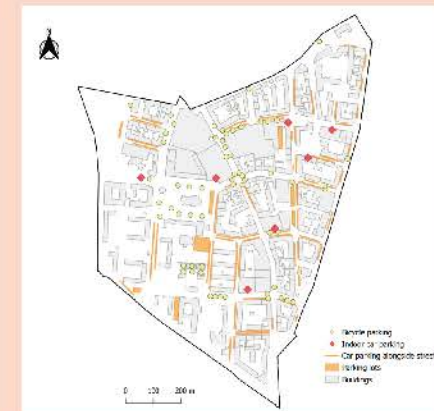 N
Bicycle parking
Indoor car parking
Car parking alongside street
Parking lots
Buildings
0 100 200 m